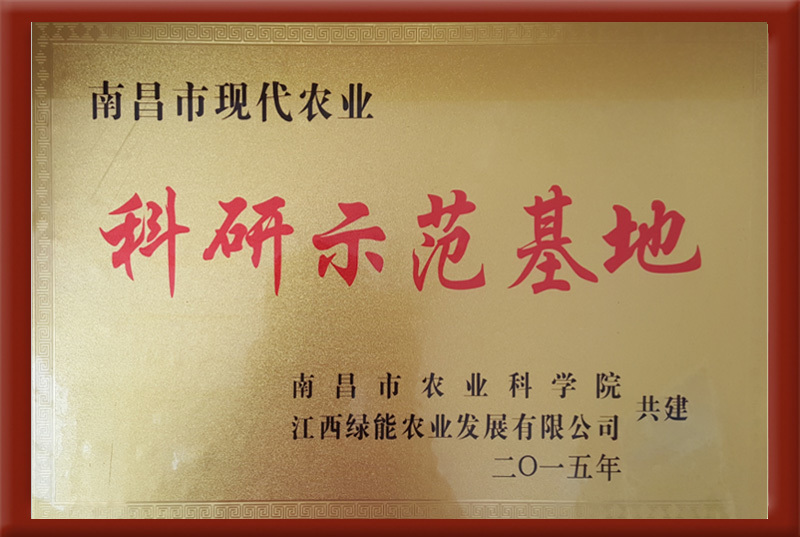 南昌市现代农业
科研示范基地
南昌市农业科学院
江西绿能农业发展有限公司
共建
二〇一五年